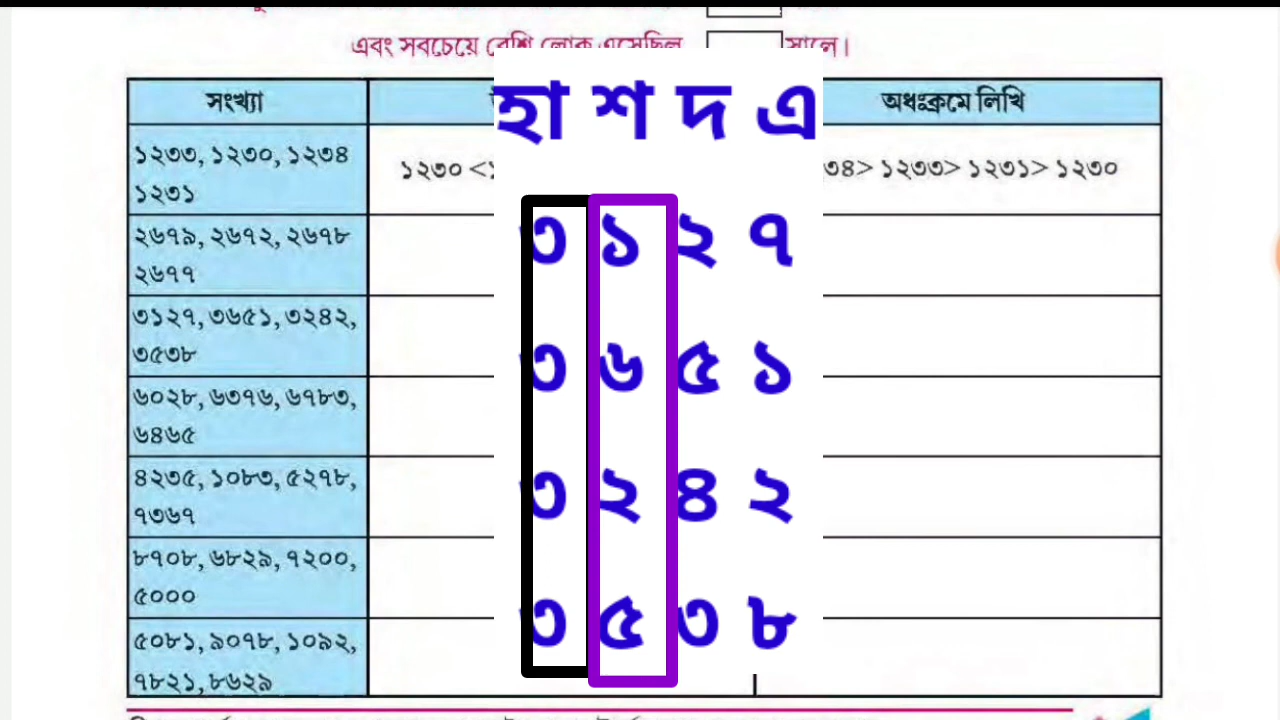 এবং সবচেয়ে বেশি লোক এসেছিল সালে।
সংখ্যা
অধঃক্রমে লিখি
১২৩৩, ১২৩০, ১২৩৪
১২৩১
১২৩০ <১
৩৪> ১২৩৩> ১২৩১> ১২৩০
২৬৭৯, ২৬৭২, ২৬৭৮
২৬৭৭
৩১২৭, ৩৬৫১, ৩২৪২,
৩৫৩৮
৬০২৮, ৬৩৭৬, ৬৭৮৩,
৬৪৬৫
৪২৩৫, ১০৮৩, ৫২৭৮,
৭৩৬৭
৮৭০৮, ৬৮২৯, ৭২০০,
৫০০০
৫০৮১, ৯০৭৮, ১০৯২,
৭৮২১, ৮৬২৯
হা শ দ এ
৩ ১ ২ ৭
৩ ৬ ৫ ১
৩ ২ ৪ ২
৩ ৫ ৩ ৮